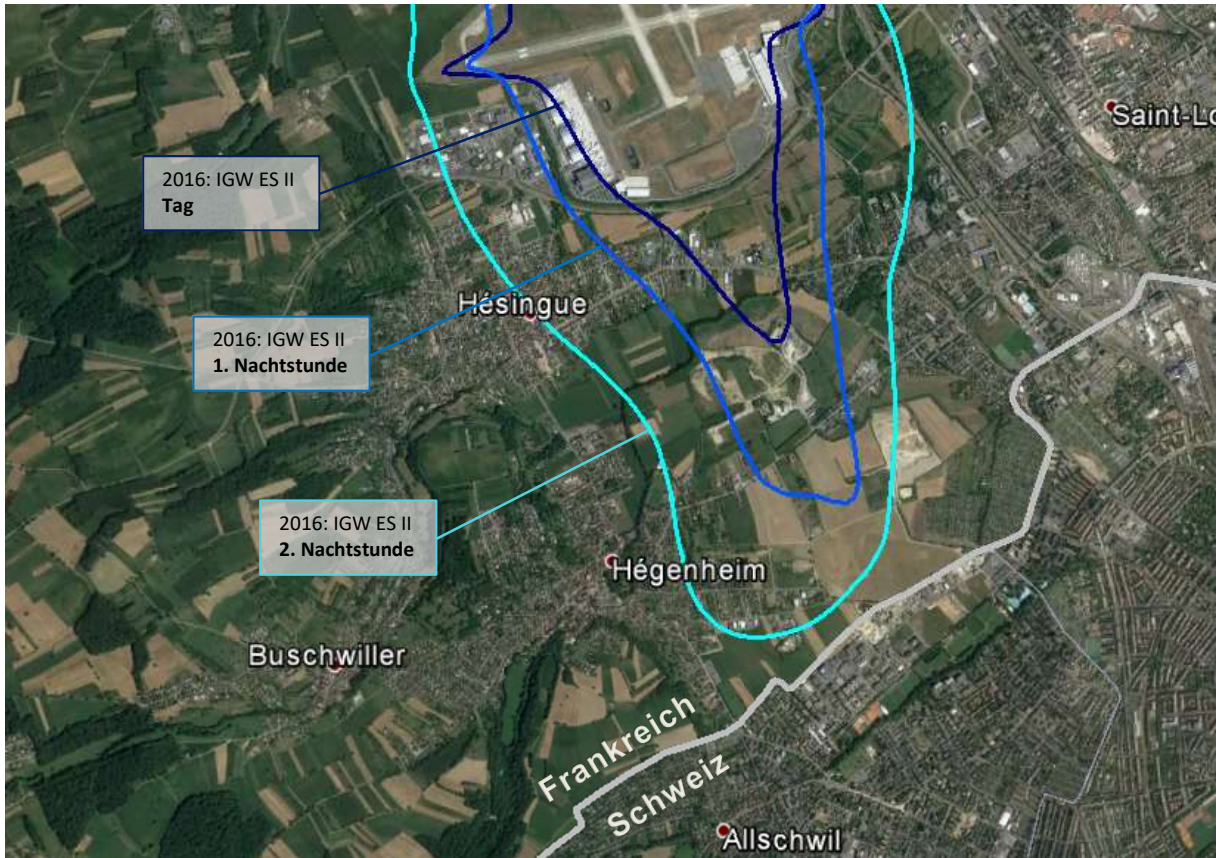 Saint-Lo
2016: IGW ES II
Tag
Hésingue
2016: IGW ES II
1. Nachtstunde
2016: IGW ES II
2. Nachtstunde
Hégenheim
Buschwiller
Frankreich
Schweiz
Allschwil